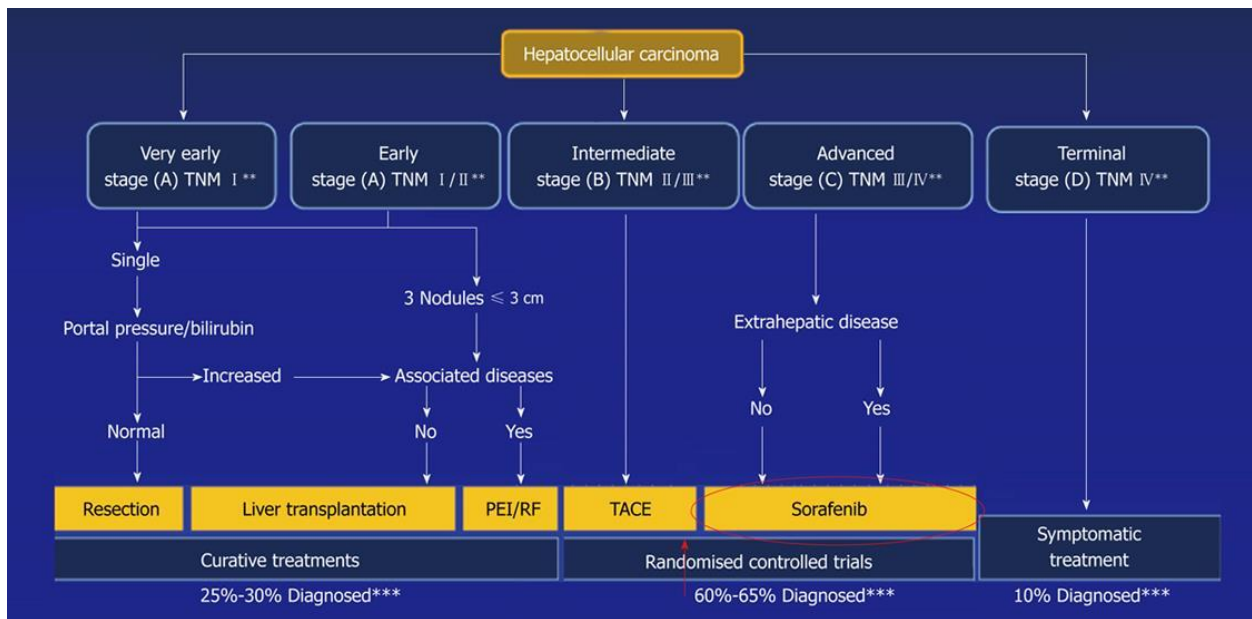 Hepatocellular carcinoma
Very early
stage (A) TNM Ⅰ**
Early
stage (A) TNM Ⅰ/Ⅱ**
Intermediate
stage (B) TNM Ⅱ/Ⅲ**
Advanced
stage (C) TNM Ⅲ/Ⅳ**
Terminal
stage (D) TNM Ⅳ**
Single
3 Nodules ≤ 3 cm
Portal pressure/bilirubin
Extrahepatic disease
Increased
Associated diseases
No
Yes
Normal
No
Yes
Resection
Liver transplantation
PEI/RF
TACE
Sorafenib
Symptomatic
treatment
Curative treatments
Randomised controlled trials
25%-30% Diagnosed***
60%-65% Diagnosed***
10% Diagnosed***